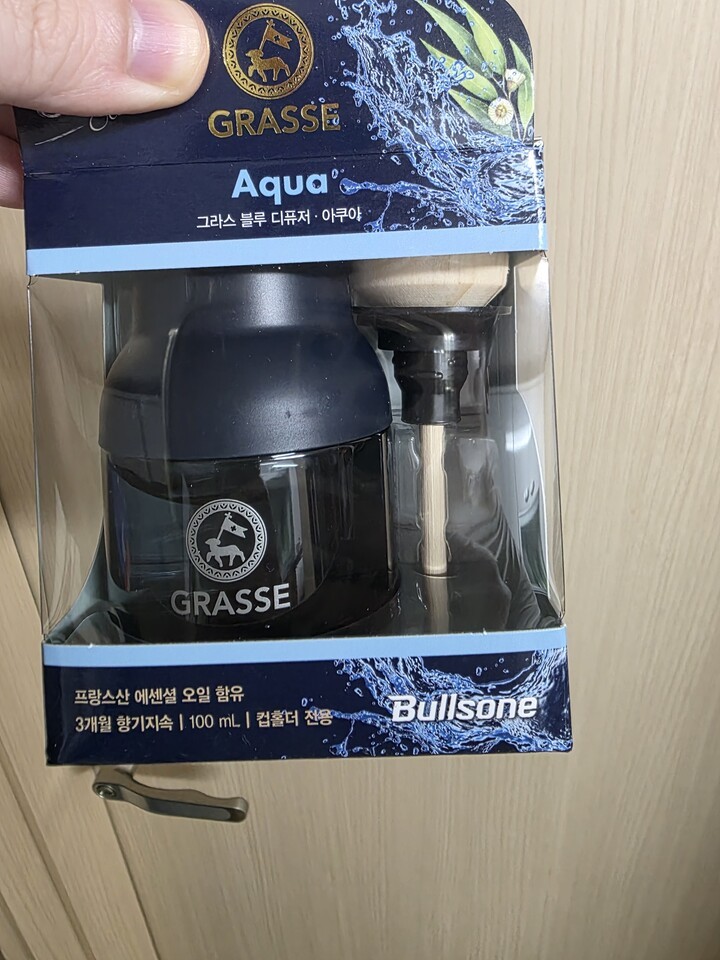 GRASSE
Aqua
그라스 블루 디퓨저 · 아쿠아
GRASSE
프랑스산 에센셜 오일 함유
3개월 향기지속 | 100 mL | 컵홀더 전용
Bullsone